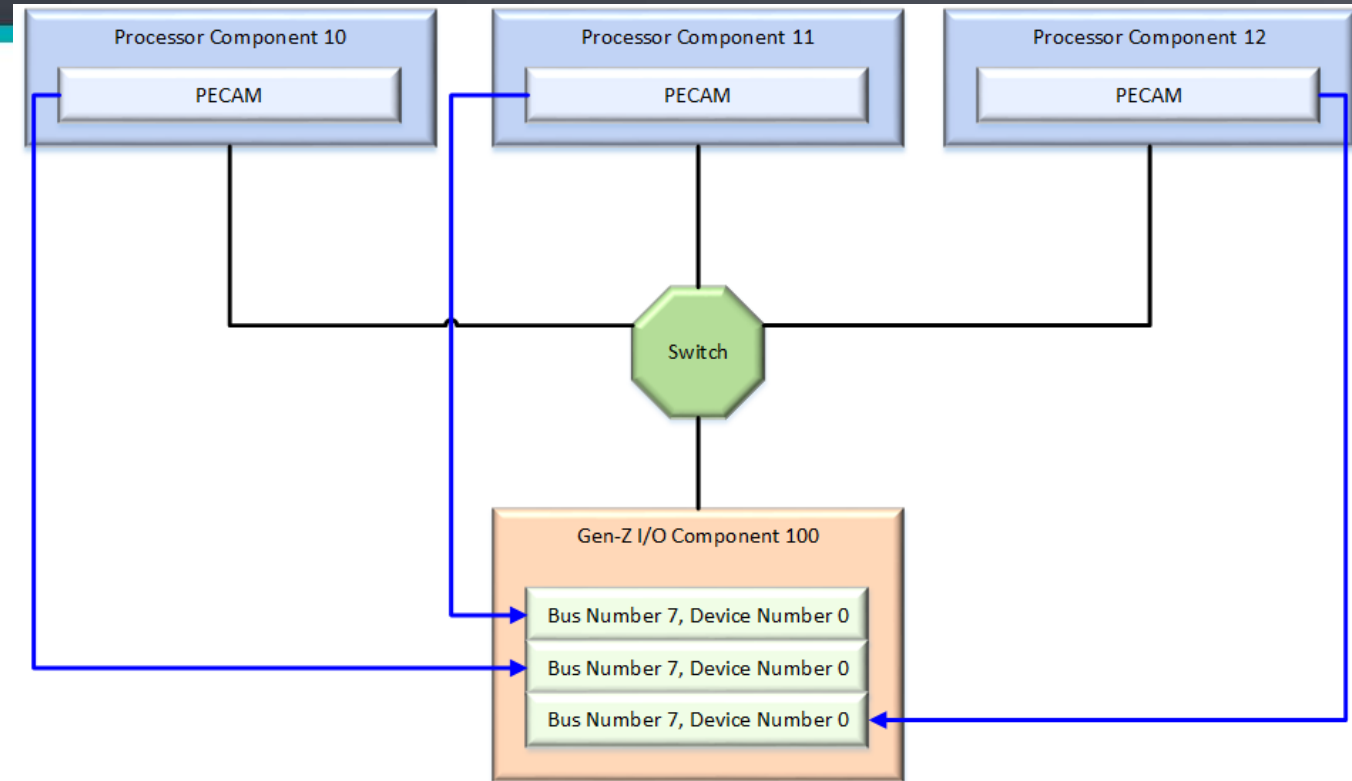 Processor Component 10
PECAM
Processor Component 11
PECAM
Processor Component 12
PECAM
Switch
Gen-Z I/O Component 100
Bus Number 7, Device Number 0
Bus Number 7, Device Number 0
Bus Number 7, Device Number 0